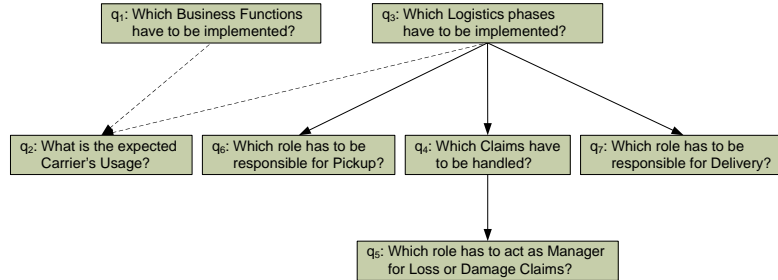 q1: Which Business Functions
have to be implemented?
q3: Which Logistics phases
have to be implemented?
q2: What is the expected
Carrier's Usage?
q6: Which role has to be
responsible for Pickup?
q4: Which Claims have
to be handled?
q7: Which role has to be
responsible for Delivery?
q5: Which role has to act as Manager
for Loss or Damage Claims?